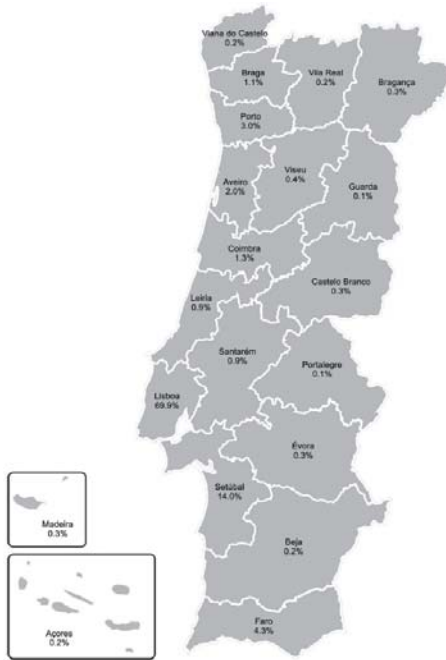 Viana do Castelo
0.2%
Braga
1.1%
Vila Real
0.2%
Bragança
0.3%
Porto
3.0%
Aveiro
2.0%
Viseu
0.4%
Guarda
0.1%
Coimbra
1.3%
Castelo Branco
0.3%
Leiria
0.9%
Santarém
0.9%
Portalegre
0.1%
Lisboa
69.9%
Évora
0.3%
Setúbal
14.0%
Madeira
0.3%
Beja
0.2%
Açores
0.2%
Faro
4.3%